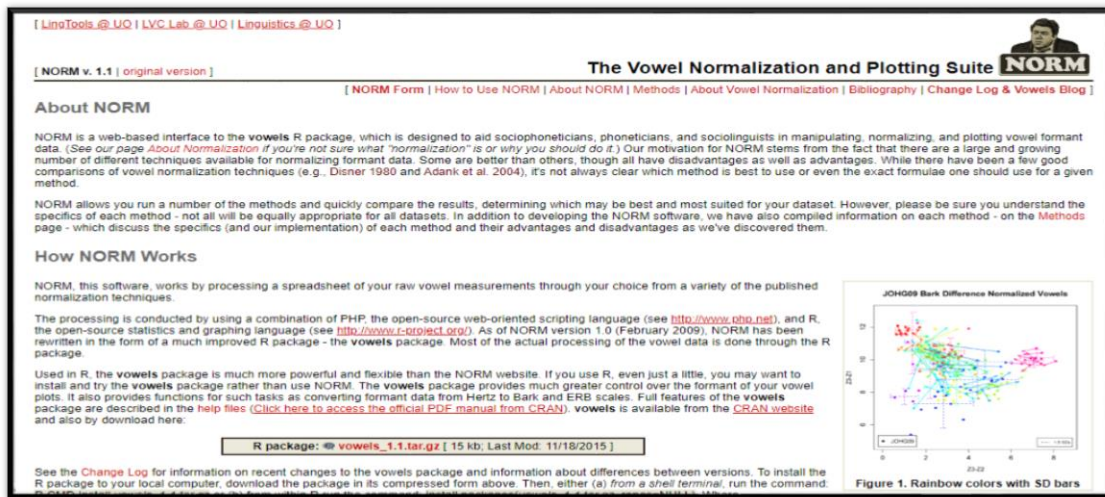 [ LingTools @ UO | LVC Lab @ UO | Linguistics @ UO ]
[ NORM v. 1.1 | original version ]
The Vowel Normalization and Plotting Suite NORM
[ NORM Form | How to Use NORM | About NORM | Methods | About Vowel Normalization | Bibliography | Change Log & Vowels Blog ]
About NORM
NORM is a web-based interface to the vowels R package, which is designed to aid sociophoneticians, phoneticians, and sociolinguists in manipulating, normalizing, and plotting vowel formant
data. (See our page About Normalization if you're not sure what "normalization" is or why you should do it.) Our motivation for NORM stems from the fact that there are a large and growing
number of different techniques available for normalizing formant data. Some are better than others, though all have disadvantages as well as advantages. While there have been a few good
comparisons of vowel normalization techniques (e.g., Disner 1980 and Adank et al. 2004), it's not always clear which method is best to use or even the exact formulae one should use for a given
method.
NORM allows you run a number of the methods and quickly compare the results, determining which may be best and most suited for your dataset. However, please be sure you understand the
specifics of each method - not all will be equally appropriate for all datasets. In addition to developing the NORM software, we have also compiled information on each method - on the Methods
page - which discuss the specifics (and our implementation) of each method and their advantages and disadvantages as we've discovered them.
How NORM Works
NORM, this software, works by processing a spreadsheet of your raw vowel measurements through your choice from a variety of the published
normalization techniques.
The processing is conducted by using a combination of PHP, the open-source web-oriented scripting language (see http://www.php.net), and R,
the open-source statistics and graphing language (see http://www.r-project.org/). As of NORM version 1.0 (February 2009), NORM has been
rewritten in the form of a much improved R package - the vowels package. Most of the actual processing of the vowel data is done through the R
package.
Used in R, the vowels package is much more powerful and flexible than the NORM website. If you use R, even just a little, you may want to
install and try the vowels package rather than use NORM. The vowels package provides much greater control over the formant of your vowel
plots. It also provides functions for such tasks as converting formant data from Hertz to Bark and ERB scales. Full features of the vowels
package are described in the help files (Click here to access the official PDF manual from CRAN). vowels is available from the CRAN website
and also by download here:
R package: vowels_1.1.tar.gz [ 15 kb; Last Mod: 11/18/2015 ]
See the Change Log for information on recent changes to the vowels package and information about differences between versions. To install the
R package to your local computer, download the package in its compressed form above. Then, either (a) from a shell terminal, run the command:
JOHG09 Bark Difference Normalized Vowels
12
10
8
6
Z3-Z1
JOHG09
0 2 4 6 8
Z3-Z2
Figure 1. Rainbow colors with SD bars